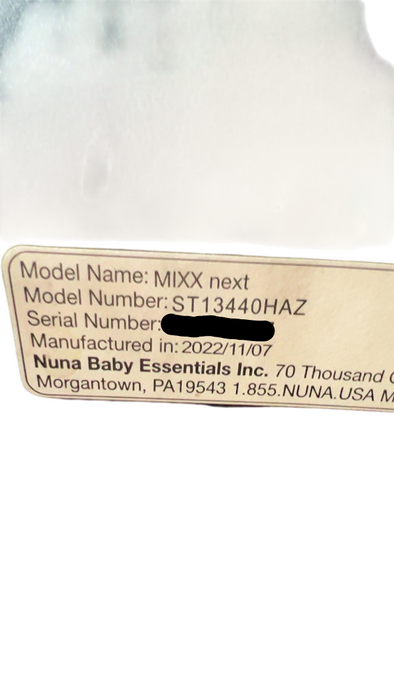 Model Name: MIXX next
Model Number: ST13440HAZ
Serial Number:
Manufactured in: 2022/11/07
Nuna Baby Essentials Inc. 70 Thousand
Morgantown, PA19543 1.855.NUNA.USA M